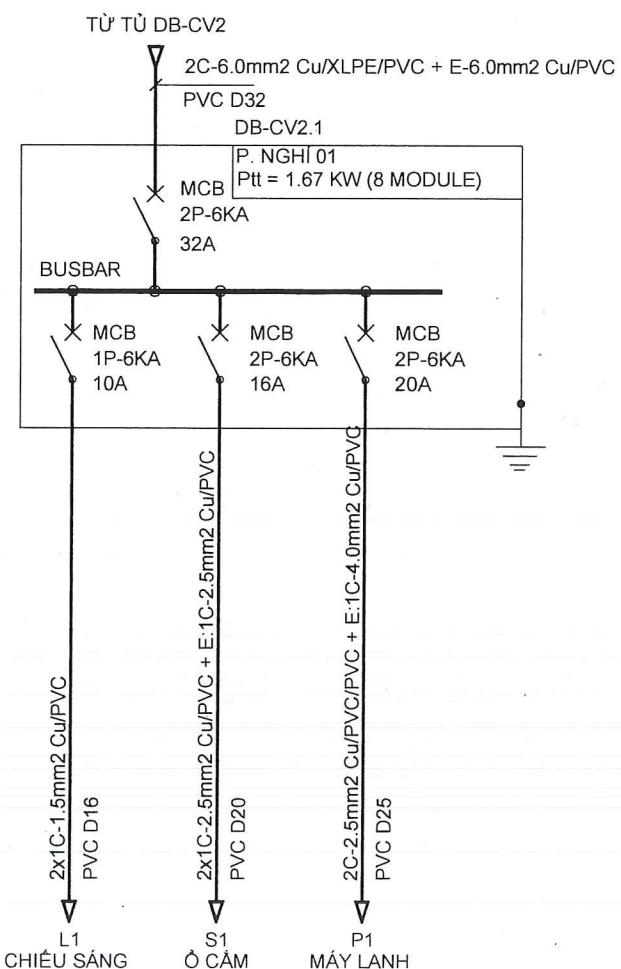 TỪ TỦ DB-CV2
2C-6.0mm2 Cu/XLPE/PVC + E-6.0mm2 Cu/PVC
PVC D32
DB-CV2.1
P. NGHỈ 01
Ptt = 1.67 KW (8 MODULE)
MCB
2P-6KA
32A
BUSBAR
MCB
1P-6KA
10A
MCB
2P-6KA
16A
MCB
2P-6KA
20A
2x1C-1.5mm2 Cu/PVC
PVC D16
2x1C-2.5mm2 Cu/PVC + E:1C-2.5mm2 Cu/PVC
PVC D20
2C-2.5mm2 Cu/PVC/PVC + E:1C-4.0mm2 Cu/PVC
PVC D25
L1
CHIẾU SÁNG
S1
Ổ CẮM
P1
MÁY LẠNH